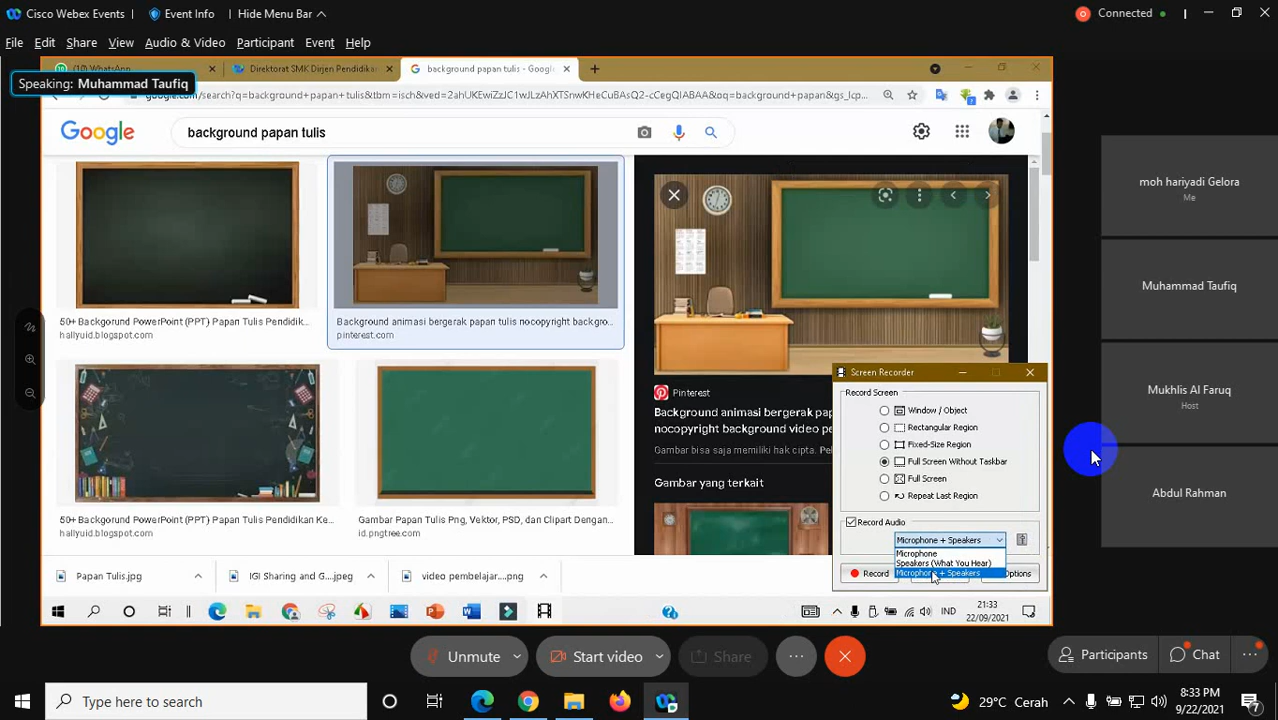 Cisco Webex Events
Event Info
Hide Menu Bar
Connected
File Edit Share View Audio & Video Participant Event Help
(10) WhatsApp
Direktorat SMK Dirjen Pendidikan
background papan tulis - Google
Speaking: Muhammad Taufiq
Google
background papan tulis
50+ Backgorund PowerPoint (PPT) Papan Tulis Pendidik...
hallyuid.blogspot.com
Background animasi bergerak papan tulis nocopyright backgro...
pinterest.com
50+ Backgorund PowerPoint (PPT) Papan Tulis Pendidikan Ke...
hallyuid.blogspot.com
Gambar Papan Tulis Png, Vektor, PSD, dan Clipart Dengan...
id.pngtree.com
Pinterest
Background animasi bergerak pap
nocopyright background video pe
Gambar bisa saja memiliki hak cipta. Pel
Gambar yang terkait
Screen Recorder
Record Screen
Window / Object
Rectangular Region
Fixed-Size Region
Full Screen Without Taskbar
Full Screen
Repeat Last Region
Record Audio
Microphone + Speakers
Microphone
Speakers (What You Hear)
Microphone + Speakers
Record
Options
Papan Tulis.jpg
IGI Sharing and G....jpeg
video pembelajar....png
IND
21:33
22/09/2021
moh hariyadi Gelora
Me
Muhammad Taufiq
Mukhlis Al Faruq
Host
Abdul Rahman
Unmute
Start video
Share
Participants
Chat
Type here to search
29°C Cerah
8:33 PM
9/22/2021
7